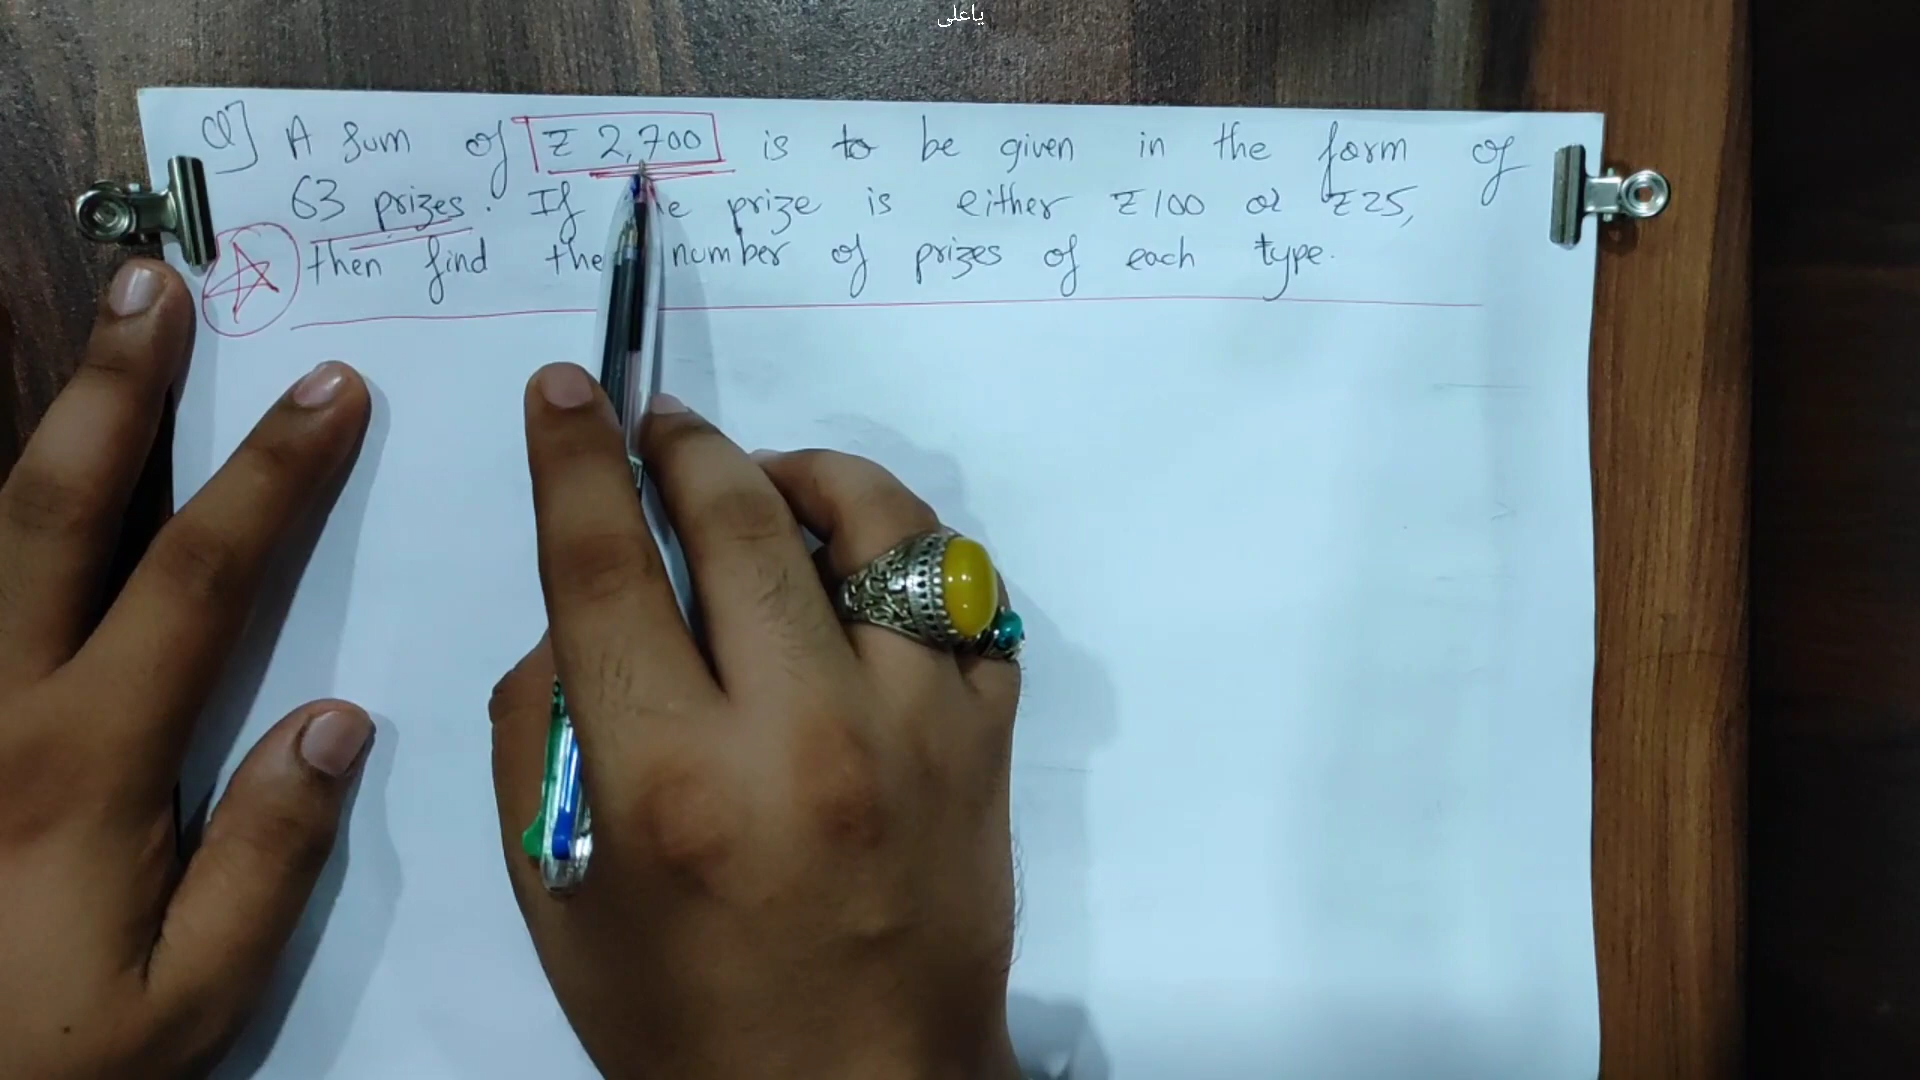 ياعلى
Q] A sum of ₹ 2,700 is to be given in the form of
63 prizes. If prize is either ₹100 or ₹25,
then find the number of prizes of each type.